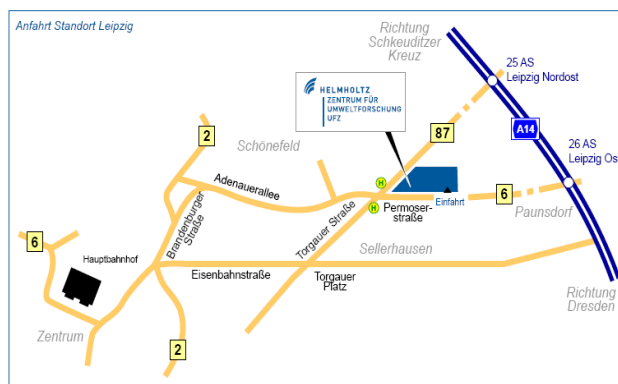 Anfahrt Standort Leipzig
Richtung
Schkeuditzer
Kreuz
25 AS
Leipzig Nordost
HELMHOLTZ
ZENTRUM FÜR
UMWELTFORSCHUNG
UFZ
A14
2
87
26 AS
Leipzig Os
Schönefeld
Adenauerallee
H
H
Einfahrt
6
Permoser-
straße
Paunsdorf
Brandenburger
Straße
Torgauer Straße
6
Hauptbahnhof
Sellerhausen
Eisenbahnstraße
Torgauer
Platz
Richtung
Dresden
Zentrum
2